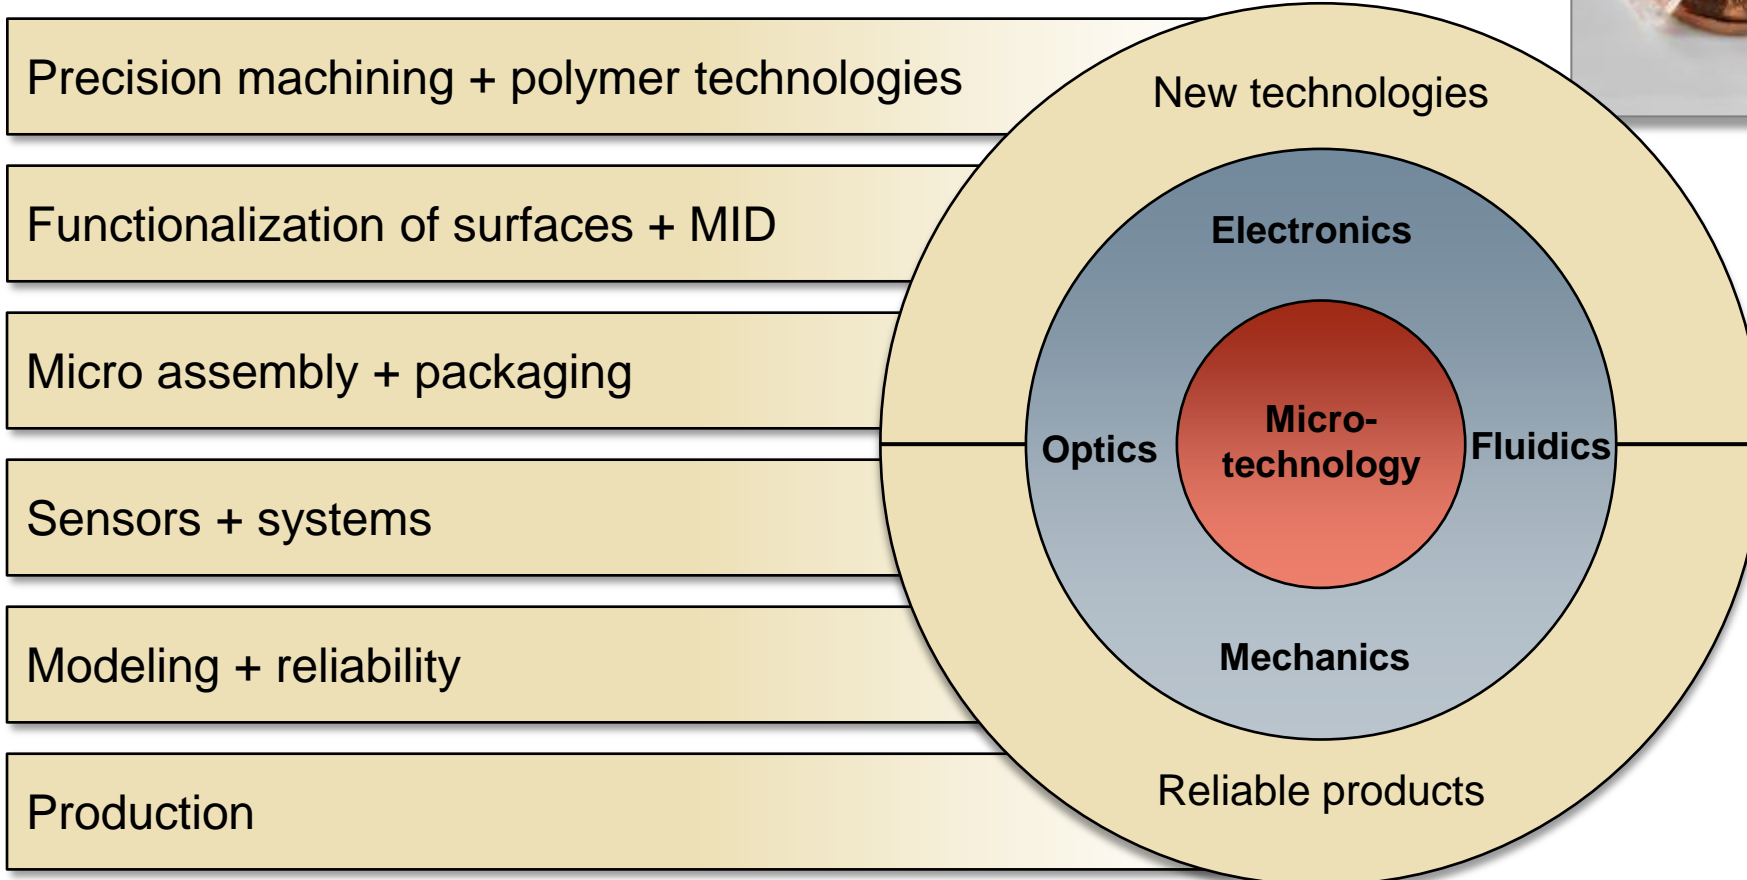 Precision machining + polymer technologies
Functionalization of surfaces + MID
Micro assembly + packaging
Sensors + systems
Modeling + reliability
Production
New technologies
Electronics
Optics
Micro-
technology
Fluidics
Mechanics
Reliable products